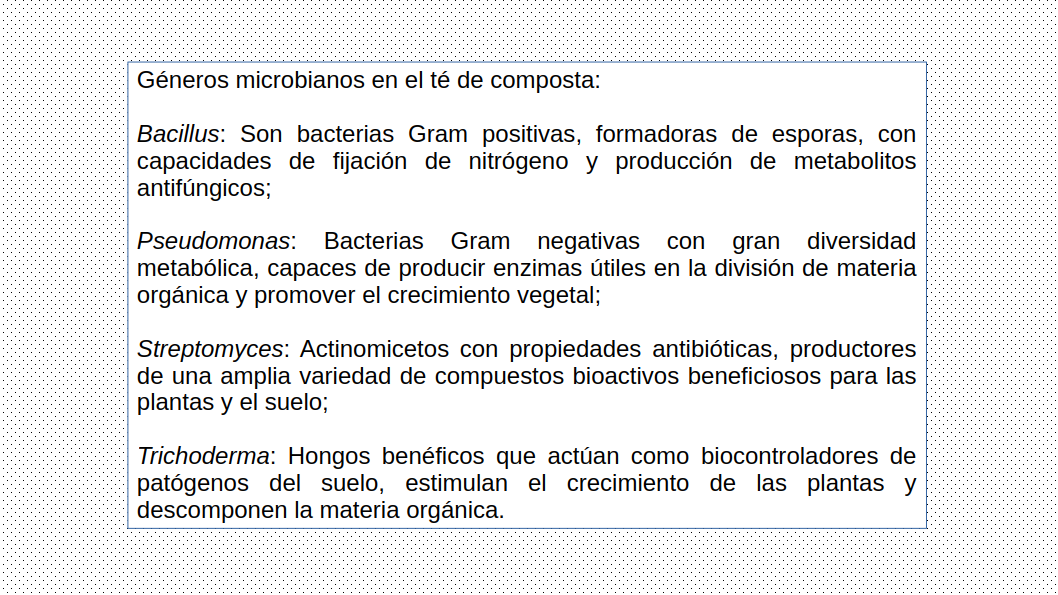 Géneros microbianos en el té de composta:
Bacillus: Son bacterias Gram positivas, formadoras de esporas, con
capacidades de fijación de nitrógeno y producción de metabolitos
antifúngicos;
Pseudomonas: Bacterias Gram negativas con gran diversidad
metabólica, capaces de producir enzimas útiles en la división de materia
orgánica y promover el crecimiento vegetal;
Streptomyces: Actinomicetos con propiedades antibióticas, productores
de una amplia variedad de compuestos bioactivos beneficiosos para las
plantas y el suelo;
Trichoderma: Hongos benéficos que actúan como biocontroladores de
patógenos del suelo, estimulan el crecimiento de las plantas y
descomponen la materia orgánica.